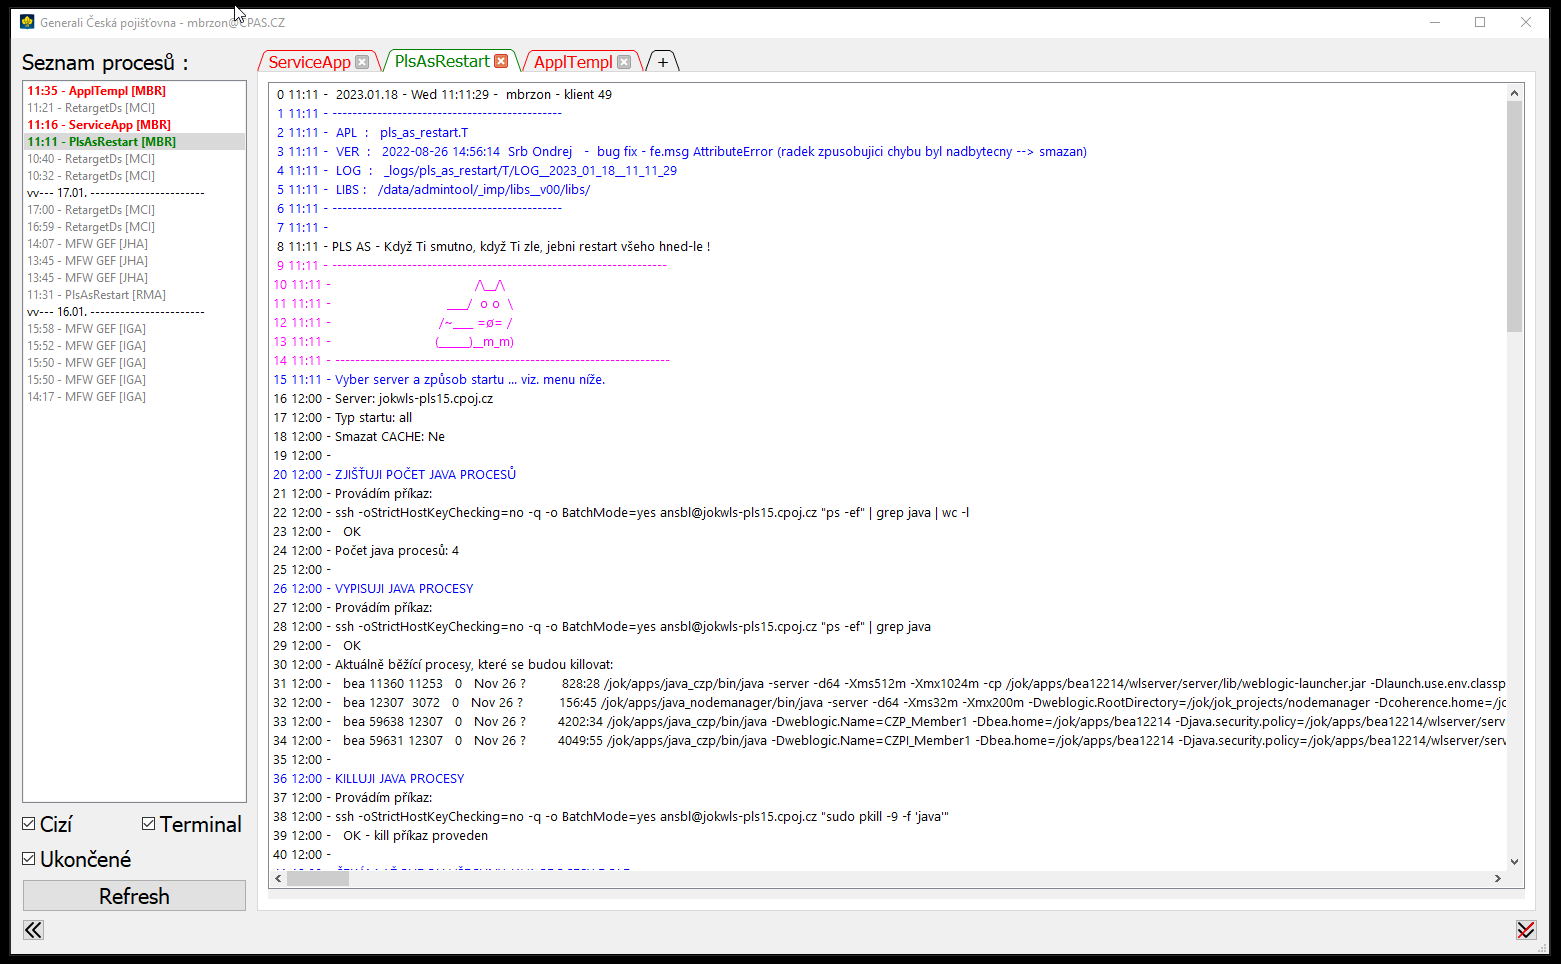 Generali Česká pojišťovna - mbrzon@CPAS.CZ
Seznam procesů :
11:35 - ApplTempl [MBR]
11:21 - RetargetDs [MCI]
11:16 - ServiceApp [MBR]
11:11 - PlsAsRestart [MBR]
10:40 - RetargetDs [MCI]
10:32 - RetargetDs [MCI]
vv--- 17.01. -----------------------
17:00 - RetargetDs [MCI]
16:59 - RetargetDs [MCI]
14:07 - MFW GEF [JHA]
13:45 - MFW GEF [JHA]
13:45 - MFW GEF [JHA]
11:31 - PlsAsRestart [RMA]
vv--- 16.01. -----------------------
15:58 - MFW GEF [IGA]
15:52 - MFW GEF [IGA]
15:50 - MFW GEF [IGA]
15:50 - MFW GEF [IGA]
14:17 - MFW GEF [IGA]
Cizí
Terminal
Ukončené
Refresh
ServiceApp
PlsAsRestart
ApplTempl
+
0 11:11 - 2023.01.18 - Wed 11:11:29 - mbrzon - klient 49
1 11:11 - ----------------------------------------------
2 11:11 - APL : pls_as_restart.T
3 11:11 - VER : 2022-08-26 14:56:14 Srb Ondrej - bug fix - fe.msg AttributeError (radek zpusobujici chybu byl nadbytecny --> smazan)
4 11:11 - LOG : _logs/pls_as_restart/T/LOG__2023_01_18__11_11_29
5 11:11 - LIBS : /data/admintool/_imp/libs__v00/libs/
6 11:11 - ----------------------------------------------
7 11:11 -
8 11:11 - PLS AS - Když Ti smutno, když Ti zle, jebni restart všeho hned-le !
9 11:11 - -------------------------------------------------------------------
10 11:11 - /\__/\
11 11:11 - ___/ o o \
12 11:11 - /~___ =ø= /
13 11:11 - (_____)__m_m)
14 11:11 - -------------------------------------------------------------------
15 11:11 - Vyber server a způsob startu ... viz. menu níže.
16 12:00 - Server: jokwls-pls15.cpoj.cz
17 12:00 - Typ startu: all
18 12:00 - Smazat CACHE: Ne
19 12:00 -
20 12:00 - ZJIŠŤUJI POČET JAVA PROCESŮ
21 12:00 - Provádím příkaz:
22 12:00 - ssh -oStrictHostKeyChecking=no -q -o BatchMode=yes ansbl@jokwls-pls15.cpoj.cz "ps -ef" | grep java | wc -l
23 12:00 - OK
24 12:00 - Počet java procesů: 4
25 12:00 -
26 12:00 - VYPISUJI JAVA PROCESY
27 12:00 - Provádím příkaz:
28 12:00 - ssh -oStrictHostKeyChecking=no -q -o BatchMode=yes ansbl@jokwls-pls15.cpoj.cz "ps -ef" | grep java
29 12:00 - OK
30 12:00 - Aktuálně běžící procesy, které se budou killovat:
31 12:00 - bea 11360 11253 0 Nov 26 ? 828:28 /jok/apps/java_czp/bin/java -server -d64 -Xms512m -Xmx1024m -cp /jok/apps/bea12214/wlserver/server/lib/weblogic-launcher.jar -Dlaunch.use.env.classp
32 12:00 - bea 12307 3072 0 Nov 26 ? 156:45 /jok/apps/java_nodemanager/bin/java -server -d64 -Xms32m -Xmx200m -Dweblogic.RootDirectory=/jok/jok_projects/nodemanager -Dcoherence.home=/jc
33 12:00 - bea 59638 12307 0 Nov 26 ? 4202:34 /jok/apps/java_czp/bin/java -Dweblogic.Name=CZP_Member1 -Dbea.home=/jok/apps/bea12214 -Djava.security.policy=/jok/apps/bea12214/wlserver/serv
34 12:00 - bea 59631 12307 0 Nov 26 ? 4049:55 /jok/apps/java_czp/bin/java -Dweblogic.Name=CZPI_Member1 -Dbea.home=/jok/apps/bea12214 -Djava.security.policy=/jok/apps/bea12214/wlserver/serv
35 12:00 -
36 12:00 - KILLUJI JAVA PROCESY
37 12:00 - Provádím příkaz:
38 12:00 - ssh -oStrictHostKeyChecking=no -q -o BatchMode=yes ansbl@jokwls-pls15.cpoj.cz "sudo pkill -9 -f 'java'"
39 12:00 - OK - kill příkaz proveden
40 12:00 -